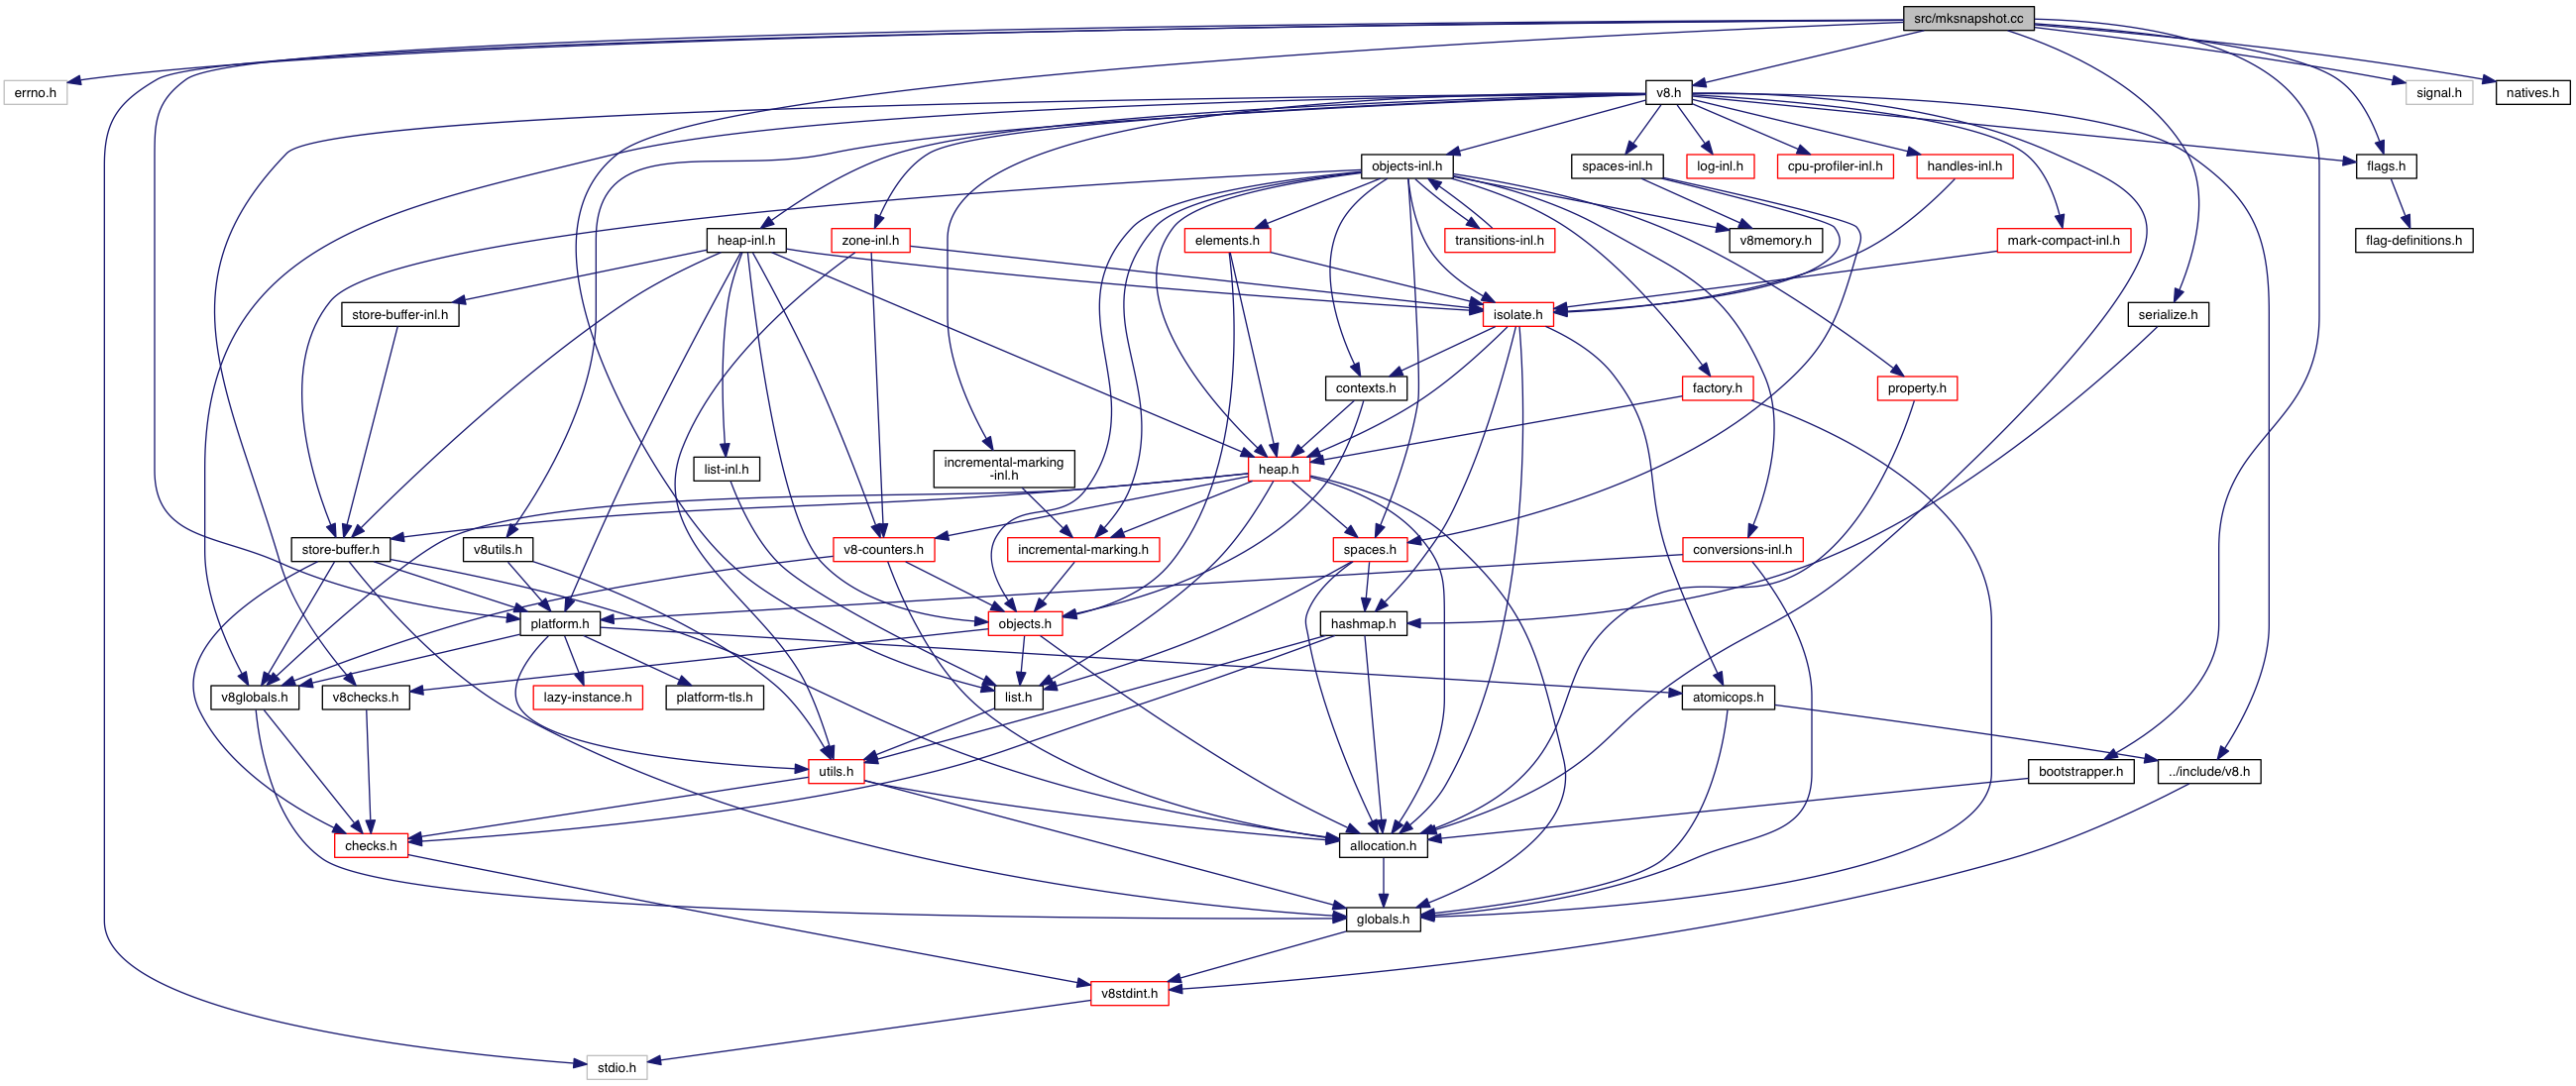 src/mksnapshot.cc
errno.h
v8.h
signal.h
natives.h
objects-inl.h
spaces-inl.h
log-inl.h
cpu-profiler-inl.h
handles-inl.h
flags.h
heap-inl.h
zone-inl.h
elements.h
transitions-inl.h
v8memory.h
mark-compact-inl.h
flag-definitions.h
store-buffer-inl.h
isolate.h
serialize.h
contexts.h
factory.h
property.h
list-inl.h
incremental-marking
-inl.h
heap.h
store-buffer.h
v8utils.h
v8-counters.h
incremental-marking.h
spaces.h
conversions-inl.h
platform.h
objects.h
hashmap.h
v8globals.h
v8checks.h
lazy-instance.h
platform-tls.h
list.h
atomicops.h
utils.h
bootstrapper.h
../include/v8.h
checks.h
allocation.h
globals.h
v8stdint.h
stdio.h